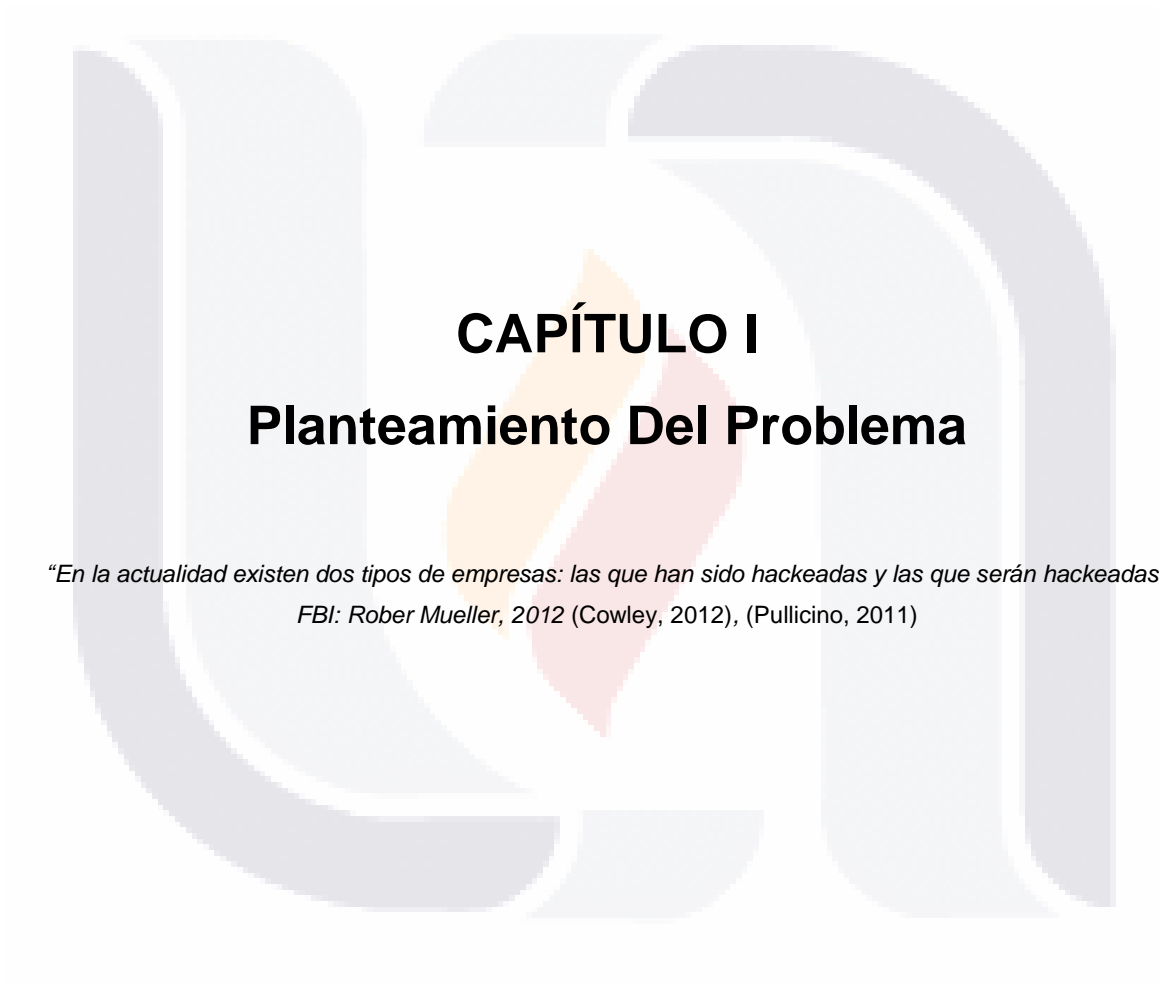 CAPÍTULO I
Planteamiento Del Problema
“En la actualidad existen dos tipos de empresas: las que han sido hackeadas y las que serán hackeadas
FBI: Rober Mueller, 2012 (Cowley, 2012), (Pullicino, 2011)